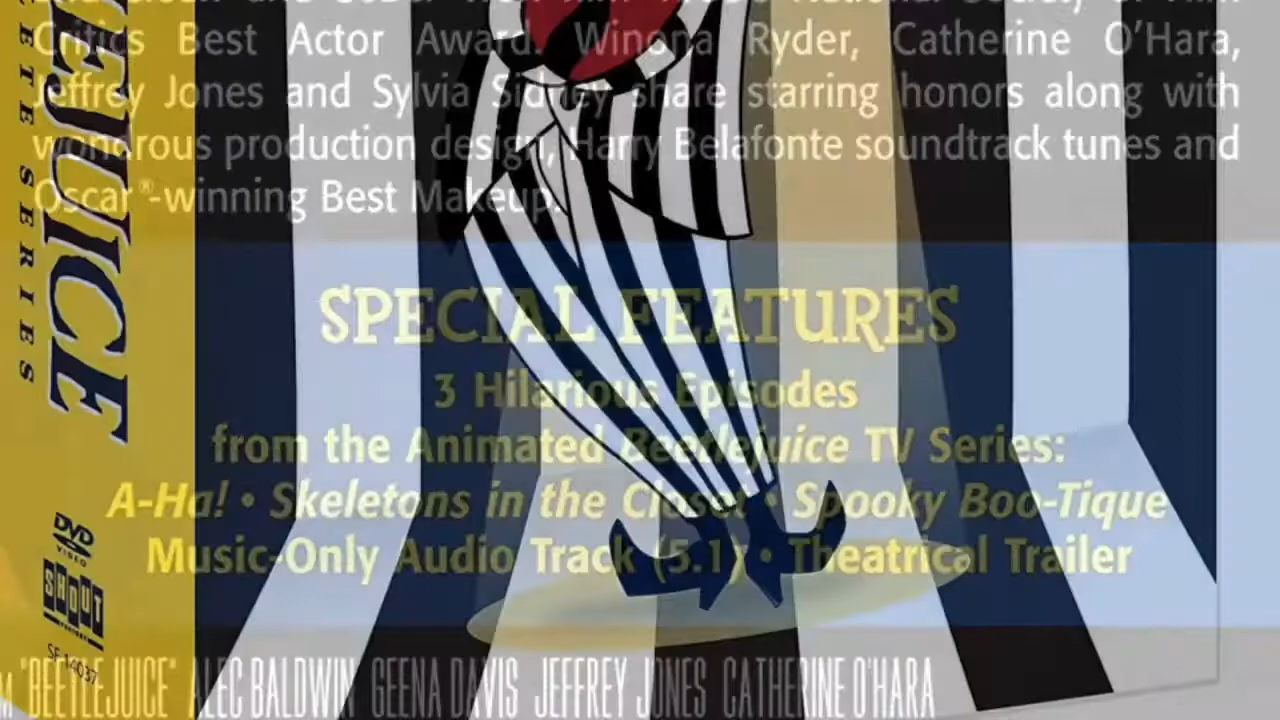 Critics Best Actor Award. Winona Ryder, Catherine O'Hara,
Jeffrey Jones and Sylvia Sidney share starring honors along with
wondrous production design, Harry Belafonte soundtrack tunes and
Oscar®-winning Best Makeup.
SPECIAL FEATURES
3 Hilarious Episodes
from the Animated Beetlejuice TV Series:
A-Ha! • Skeletons in the Closet • Spooky Boo-Tique
Music-Only Audio Track (5.1) • Theatrical Trailer
"BEETLEJUICE" ALEC BALDWIN GEENA DAVIS JEFFREY JONES CATHERINE O'HARA
EJUICE
ETE SERIES
DVD
VIDEO
SHOUT
FACTORY